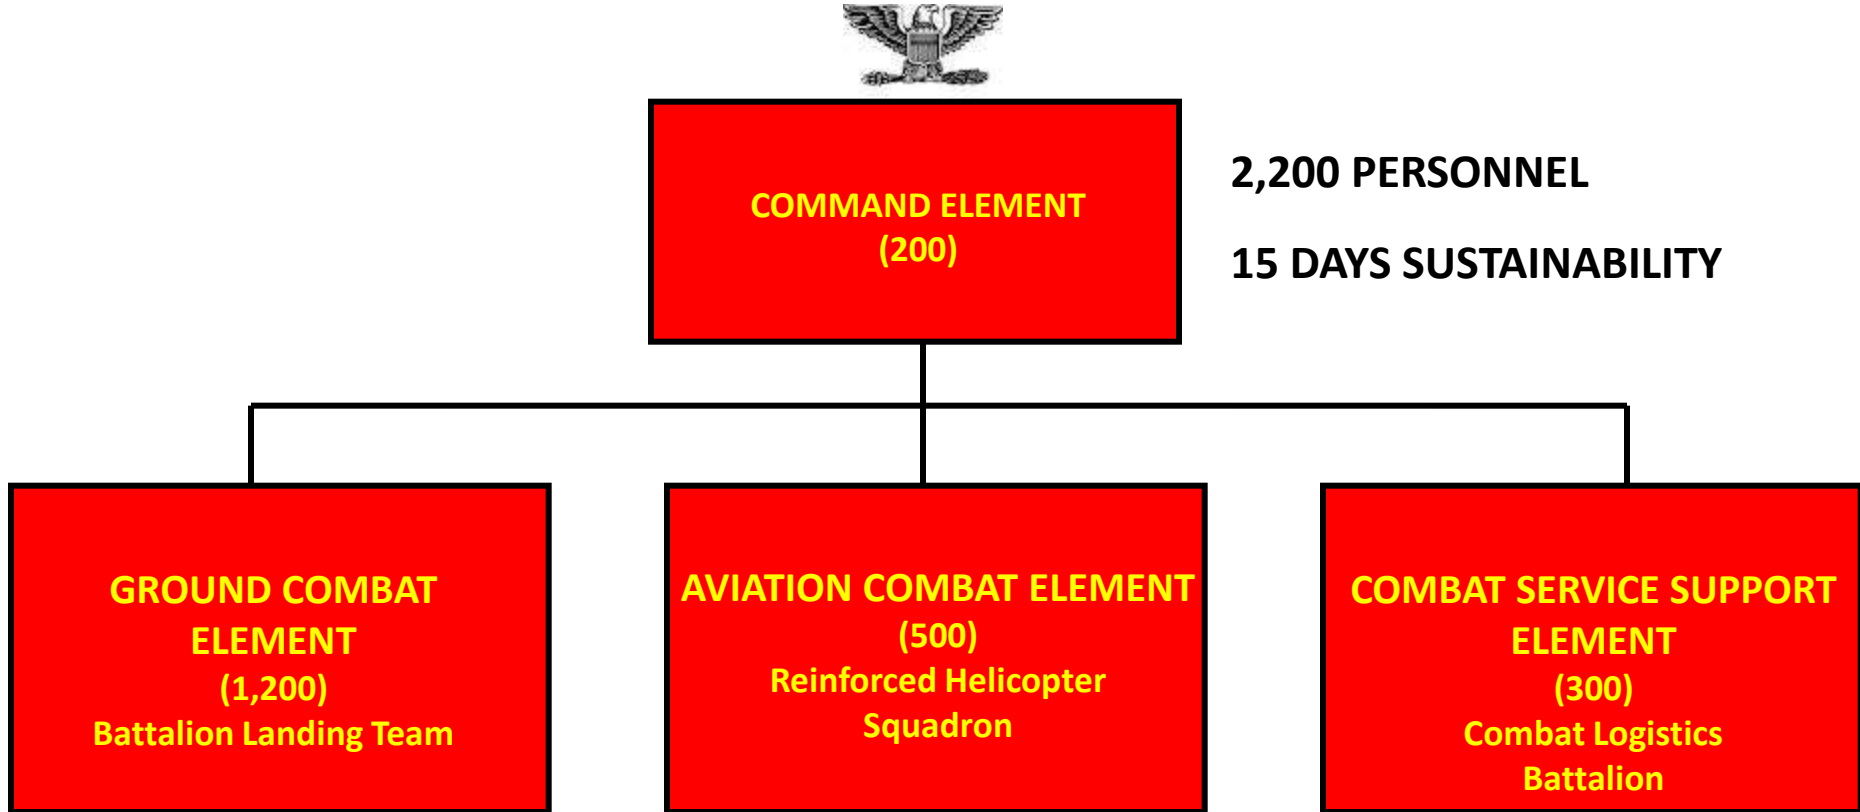 COMMAND ELEMENT
(200)
2,200 PERSONNEL
15 DAYS SUSTAINABILITY
GROUND COMBAT
ELEMENT
(1,200)
Battalion Landing Team
AVIATION COMBAT ELEMENT
(500)
Reinforced Helicopter
Squadron
COMBAT SERVICE SUPPORT
ELEMENT
(300)
Combat Logistics
Battalion